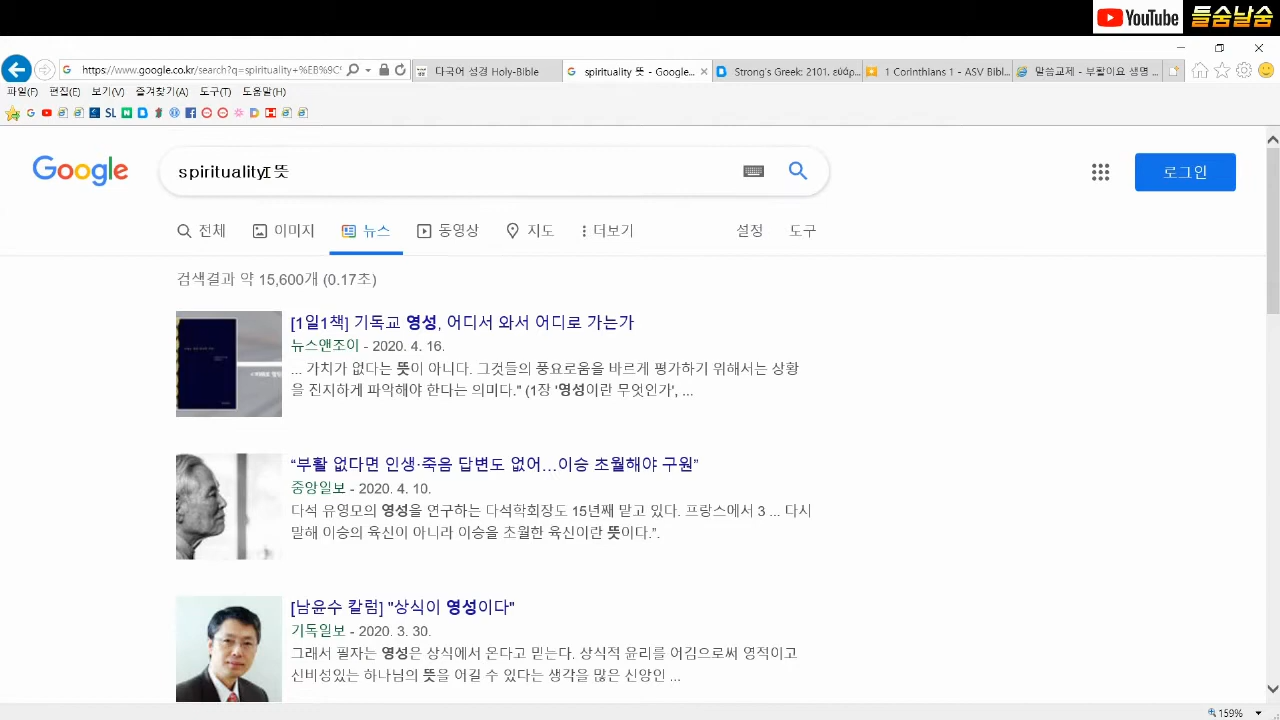 YouTube 들숨날숨
https://www.google.co.kr/search?q=spirituality+%EB%9C%
다국어 성경 Holy-Bible
spirituality 뜻 - Google...
Strong's Greek: 2101. εὐάρ...
1 Corinthians 1 - ASV Bibl...
말씀교제 - 부활이요 생명 ...
파일(F) 편집(E) 보기(V) 즐겨찾기(A) 도구(T) 도움말(H)
Google
spirituality 뜻
로그인
전체 이미지 뉴스 동영상 지도 더보기 설정 도구
검색결과 약 15,600개 (0.17초)
[1일1책] 기독교 영성, 어디서 와서 어디로 가는가
뉴스앤조이 - 2020. 4. 16.
... 가치가 없다는 뜻이 아니다. 그것들의 풍요로움을 바르게 평가하기 위해서는 상황
을 진지하게 파악해야 한다는 의미다." (1장 '영성이란 무엇인가', ...
“부활 없다면 인생·죽음 답변도 없어…이승 초월해야 구원”
중앙일보 - 2020. 4. 10.
다석 유영모의 영성을 연구하는 다석학회장도 15년째 맡고 있다. 프랑스에서 3 ... 다시
말해 이승의 육신이 아니라 이승을 초월한 육신이란 뜻이다.”.
[남윤수 칼럼] "상식이 영성이다"
기독일보 - 2020. 3. 30.
그래서 필자는 영성은 상식에서 온다고 믿는다. 상식적 윤리를 어김으로써 영적이고
신비성있는 하나님의 뜻을 어길 수 있다는 생각을 많은 신앙인 ...
159%